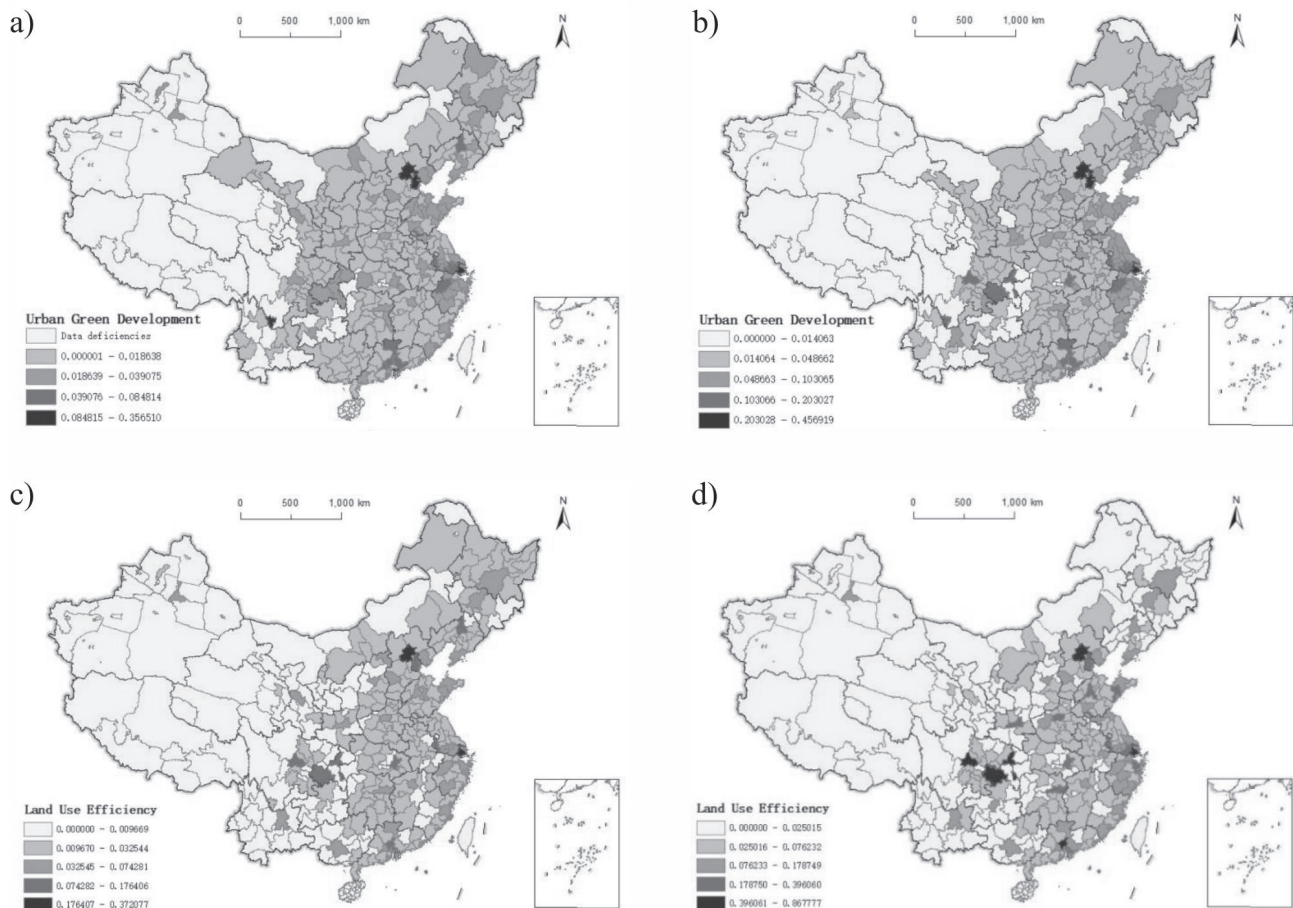 a)
0 500 1,000 km
N
Urban Green Development
Data deficiencies
0.000001 - 0.018638
0.018639 - 0.039075
0.039076 - 0.084814
0.084815 - 0.356510
b)
0 500 1,000 km
N
Urban Green Development
0.000000 - 0.014063
0.014064 - 0.048662
0.048663 - 0.103065
0.103066 - 0.203027
0.203028 - 0.456919
c)
0 500 1,000 km
N
Land Use Efficiency
0.000000 - 0.009669
0.009670 - 0.032544
0.032545 - 0.074281
0.074282 - 0.176406
0.176407 - 0.372077
d)
0 500 1,000 km
N
Land Use Efficiency
0.000000 - 0.025015
0.025016 - 0.076232
0.076233 - 0.178749
0.178750 - 0.396060
0.396061 - 0.867777